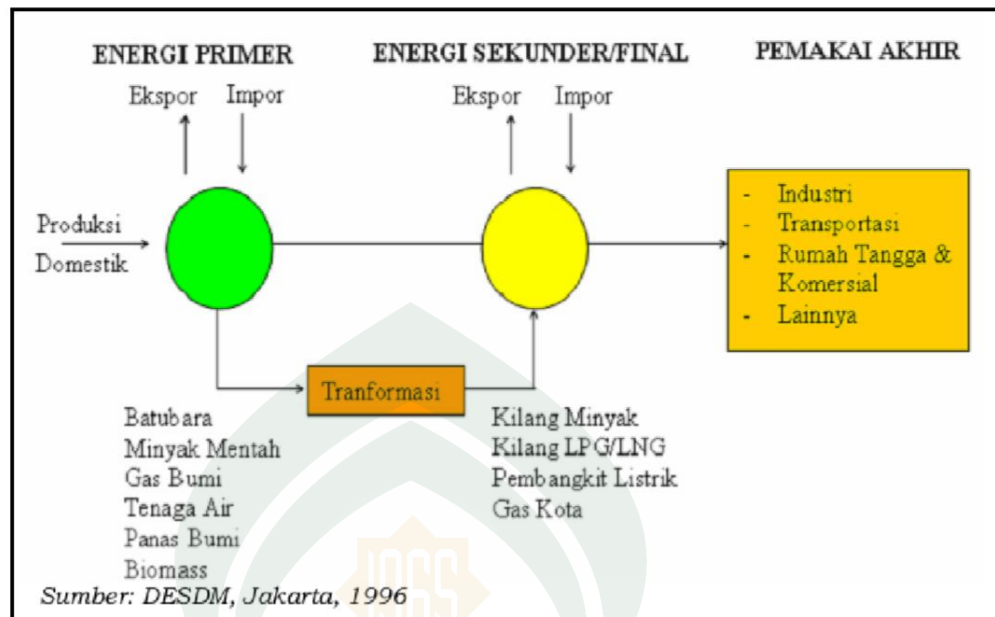 ENERGI PRIMER
ENERGI SEKUNDER/FINAL
PEMAKAI AKHIR
Ekspor
Impor
Ekspor
Impor
Produksi
Domestik
- Industri
- Transportasi
- Rumah Tangga &
Komersial
- Lainnya
Tranformasi
Batubara
Minyak Mentah
Gas Bumi
Tenaga Air
Panas Bumi
Biomass
Kilang Minyak
Kilang LPG/LNG
Pembangkit Listrik
Gas Kota
Sumber: DESDM, Jakarta, 1996